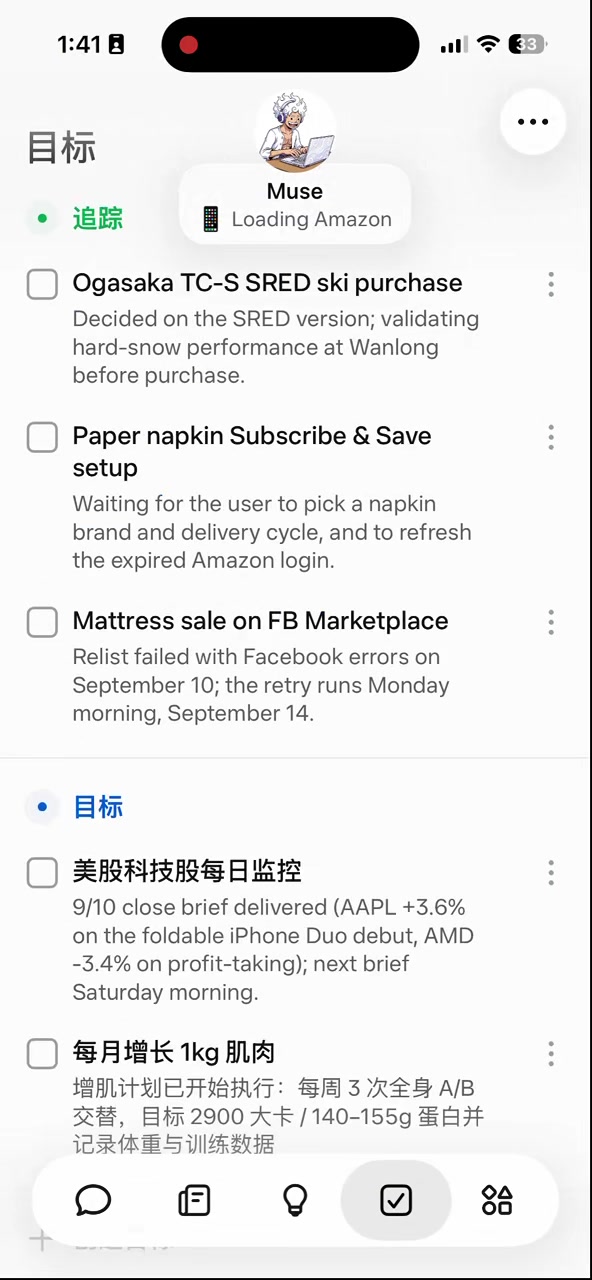 1:41
33
目标
Muse
Loading Amazon
追踪
Ogasaka TC-S SRED ski purchase
Decided on the SRED version; validating
hard-snow performance at Wanlong
before purchase.
Paper napkin Subscribe & Save
setup
Waiting for the user to pick a napkin
brand and delivery cycle, and to refresh
the expired Amazon login.
Mattress sale on FB Marketplace
Relist failed with Facebook errors on
September 10; the retry runs Monday
morning, September 14.
目标
美股科技股每日监控
9/10 close brief delivered (AAPL +3.6%
on the foldable iPhone Duo debut, AMD
-3.4% on profit-taking); next brief
Saturday morning.
每月增长 1kg 肌肉
增肌计划已开始执行：每周 3 次全身 A/B
交替，目标 2900 大卡 / 140–155g 蛋白并
记录体重与训练数据